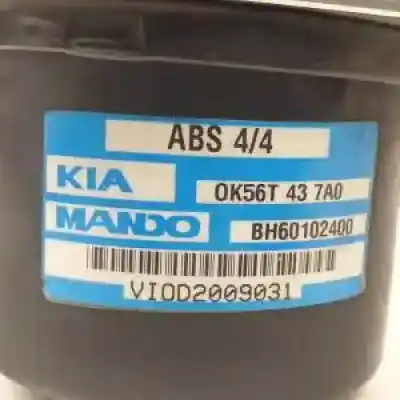 ABS 4/4
KIA OK56T 43 7A0
MANDO BH60102400
VIOD2009031